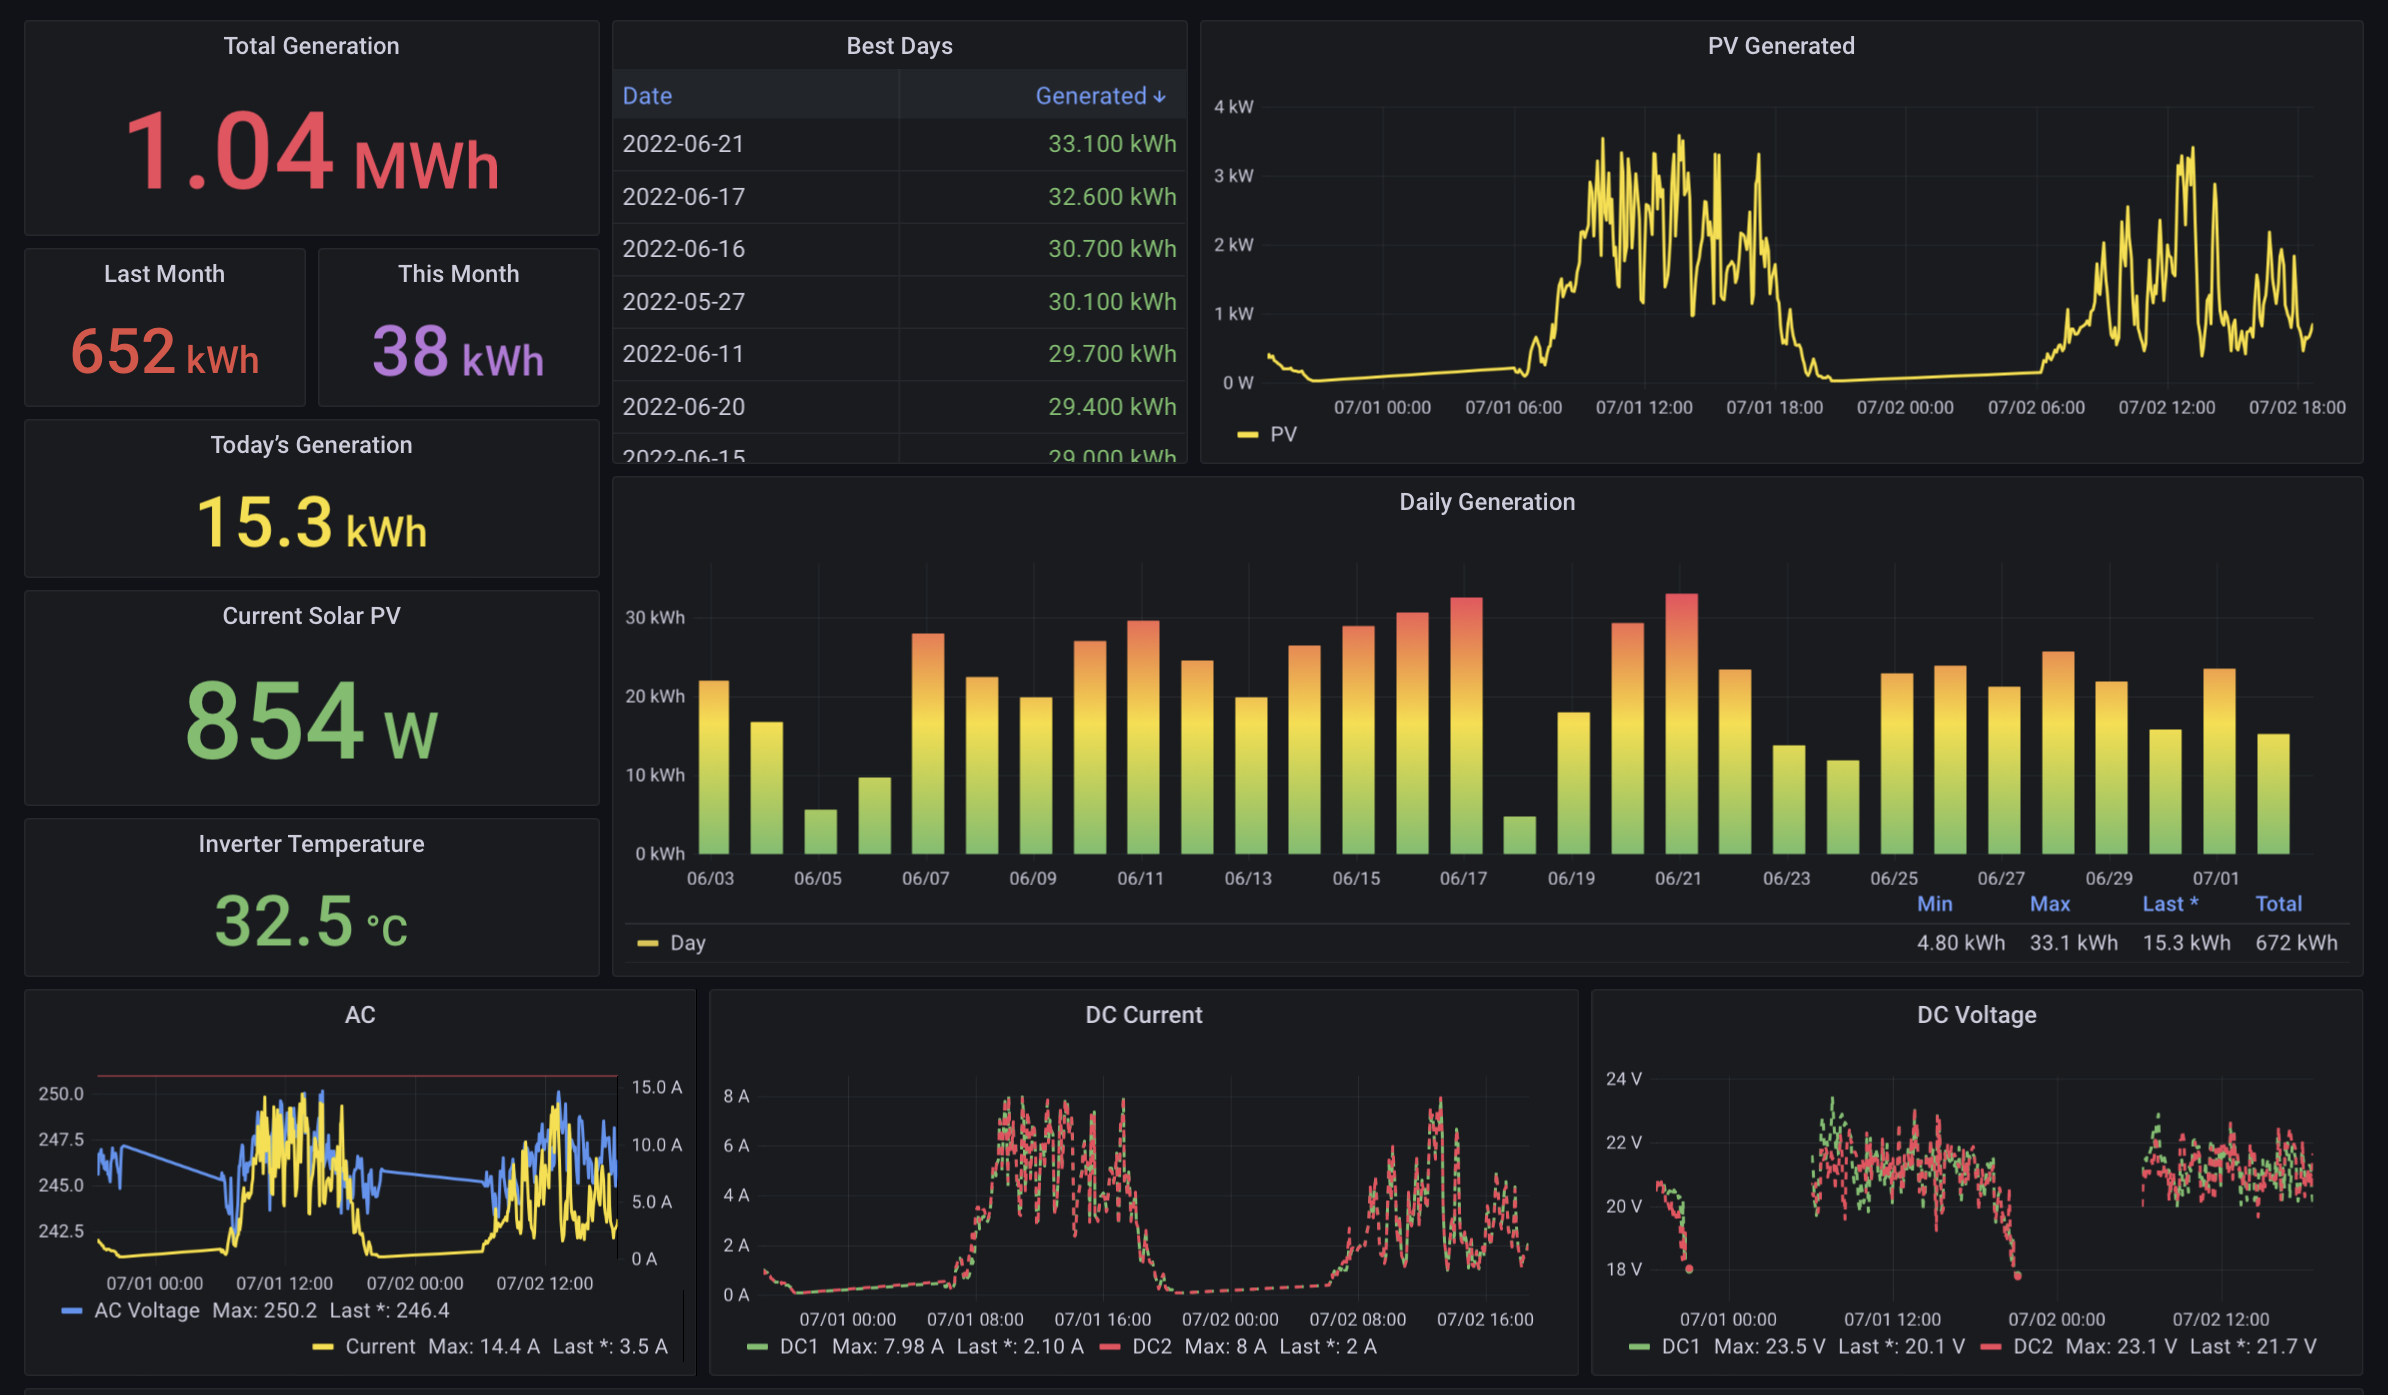 Total Generation
1.04 MWh
Last Month
652 kWh
This Month
38 kWh
Today's Generation
15.3 kWh
Current Solar PV
854 W
Inverter Temperature
32.5 °C
Best Days
Date Generated ↓
2022-06-21 33.100 kWh
2022-06-17 32.600 kWh
2022-06-16 30.700 kWh
2022-05-27 30.100 kWh
2022-06-11 29.700 kWh
2022-06-20 29.400 kWh
2022-06-15 29.000 kWh
PV Generated
4 kW
3 kW
2 kW
1 kW
0 W
07/01 00:00 07/01 06:00 07/01 12:00 07/01 18:00 07/02 00:00 07/02 06:00 07/02 12:00 07/02 18:00
PV
Daily Generation
30 kWh
20 kWh
10 kWh
0 kWh
06/03 06/05 06/07 06/09 06/11 06/13 06/15 06/17 06/19 06/21 06/23 06/25 06/27 06/29 07/01
Min Max Last * Total
Day 4.80 kWh 33.1 kWh 15.3 kWh 672 kWh
AC
250.0
247.5
245.0
242.5
15.0 A
10.0 A
5.0 A
0 A
07/01 00:00 07/01 12:00 07/02 00:00 07/02 12:00
AC Voltage Max: 250.2 Last *: 246.4
Current Max: 14.4 A Last *: 3.5 A
DC Current
8 A
6 A
4 A
2 A
0 A
07/01 00:00 07/01 08:00 07/01 16:00 07/02 00:00 07/02 08:00 07/02 16:00
DC1 Max: 7.98 A Last *: 2.10 A DC2 Max: 8 A Last *: 2 A
DC Voltage
24 V
22 V
20 V
18 V
07/01 00:00 07/01 12:00 07/02 00:00 07/02 12:00
DC1 Max: 23.5 V Last *: 20.1 V DC2 Max: 23.1 V Last *: 21.7 V